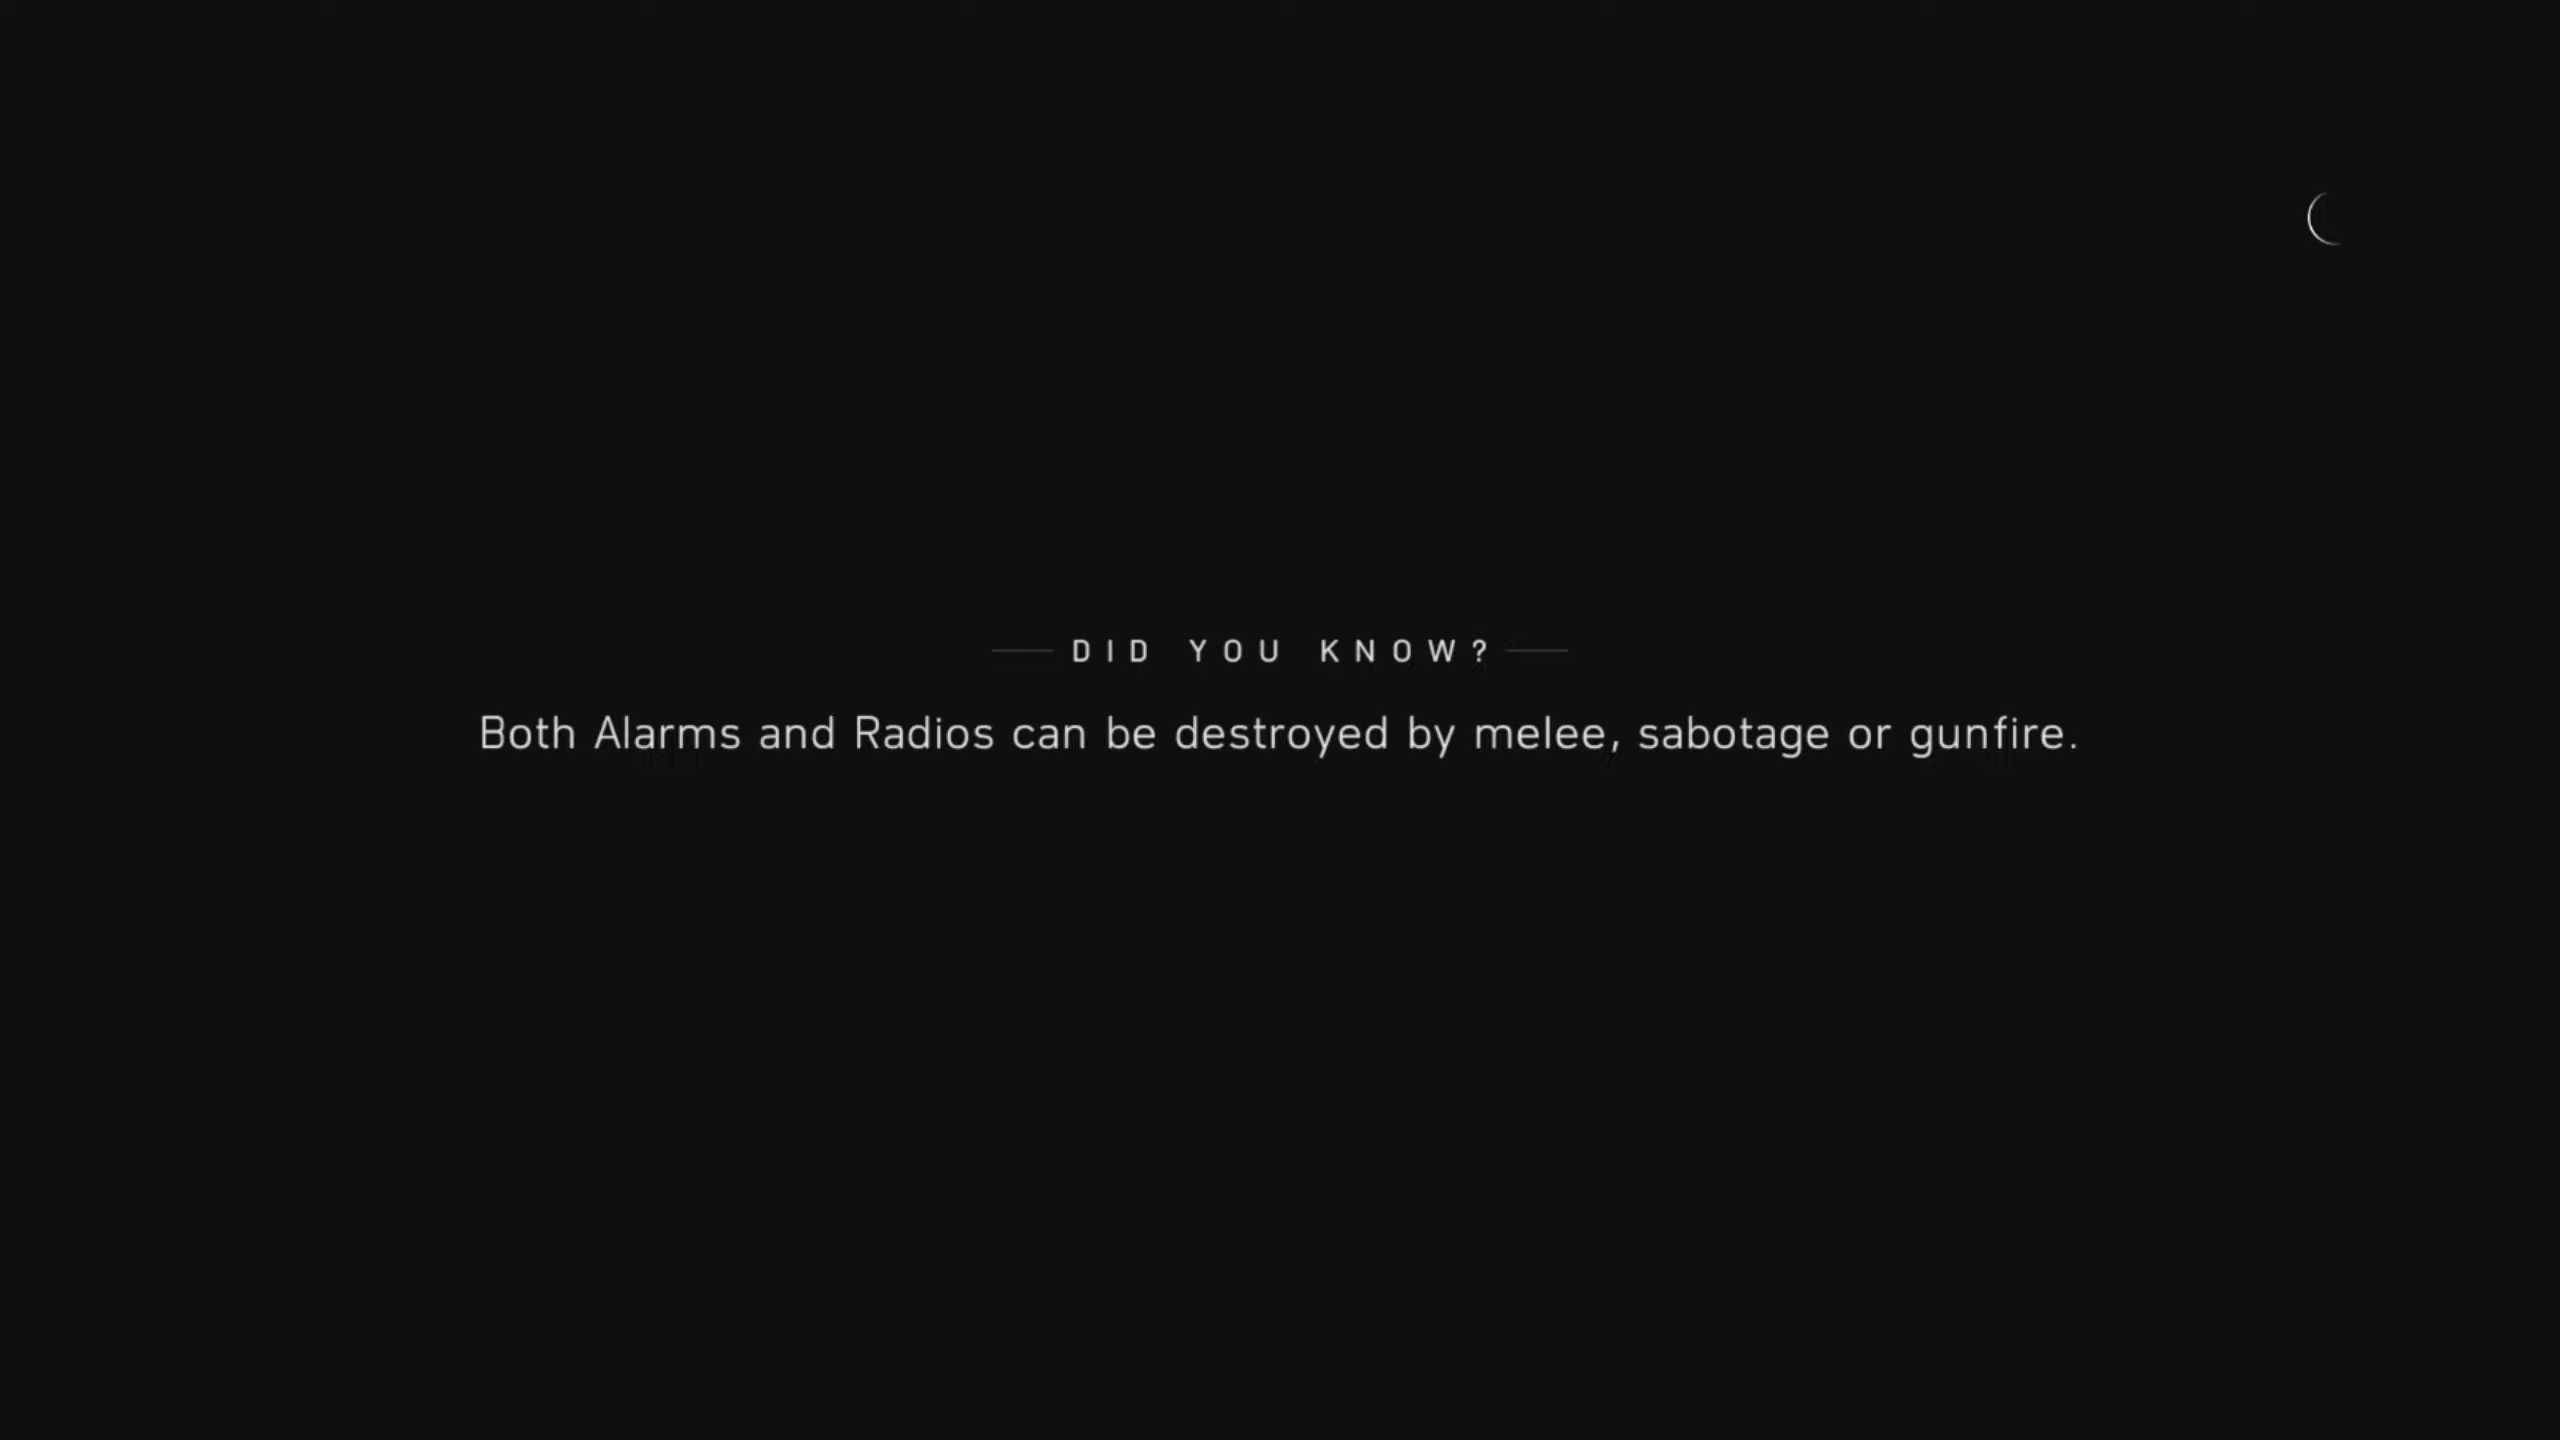 DID YOU KNOW?
Both Alarms and Radios can be destroyed by melee, sabotage or gunfire.